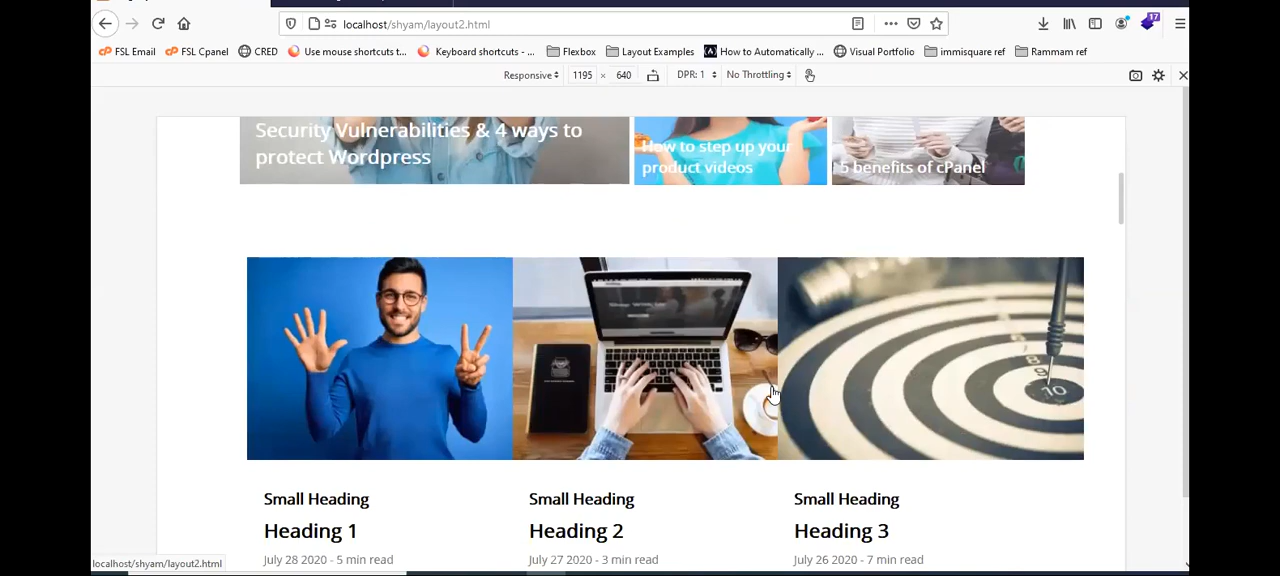 localhost/shyam/layout2.html
17
FSL Email
FSL Cpanel
CRED
Use mouse shortcuts t...
Keyboard shortcuts - ...
Flexbox
Layout Examples
How to Automatically ...
Visual Portfolio
immisquare ref
Rammam ref
Responsive
1195 × 640
DPR: 1
No Throttling
Security Vulnerabilities & 4 ways to
protect Wordpress
How to step up your
product videos
5 benefits of cPanel
8
9
10
Small Heading
Small Heading
Small Heading
Heading 1
Heading 2
Heading 3
July 28 2020 - 5 min read
July 27 2020 - 3 min read
July 26 2020 - 7 min read
localhost/shyam/layout2.html